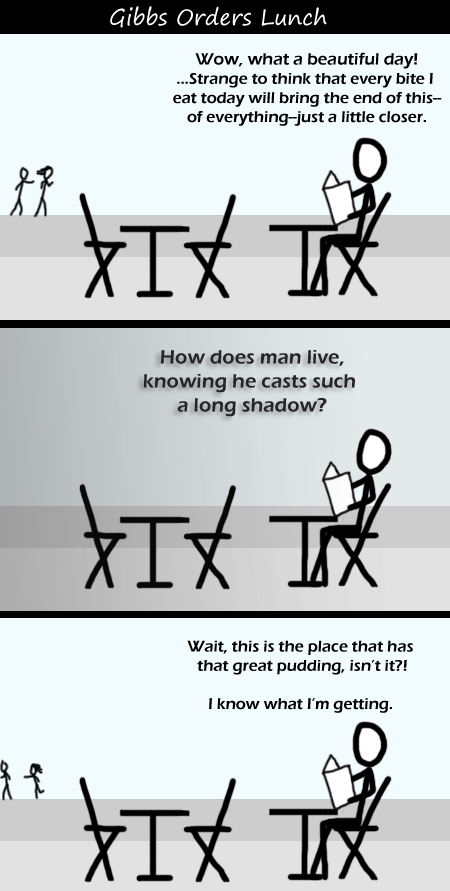 Gibbs Orders Lunch
Wow, what a beautiful day!
...Strange to think that every bite I
eat today will bring the end of this--
of everything--just a little closer.
How does man live,
knowing he casts such
a long shadow?
Wait, this is the place that has
that great pudding, isn't it?!
I know what I'm getting.